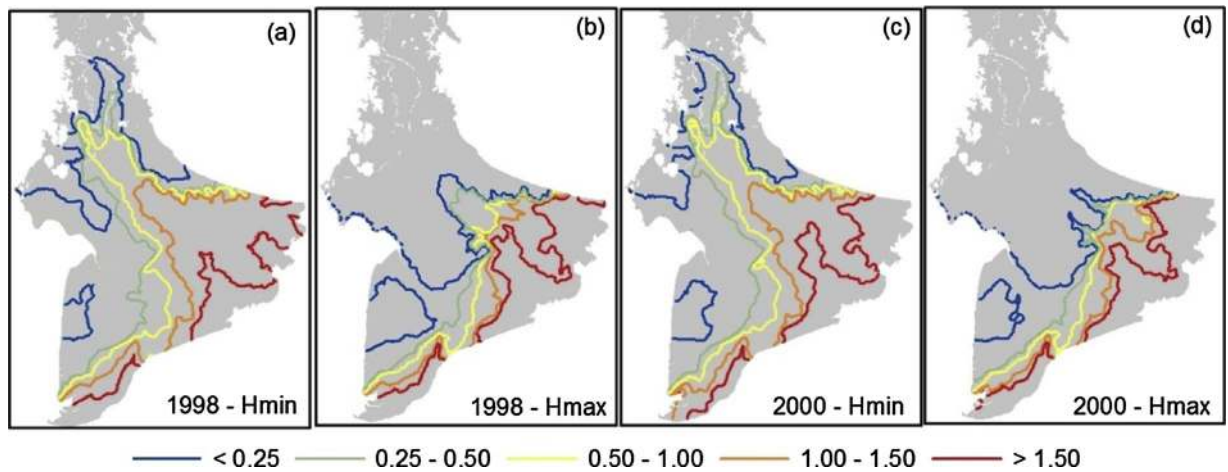 (a)
(b)
(c)
(d)
1998 - Hmin
1998 - Hmax
2000 - Hmin
2000 - Hmax
< 0.25
0.25 - 0.50
0.50 - 1.00
1.00 - 1.50
> 1.50